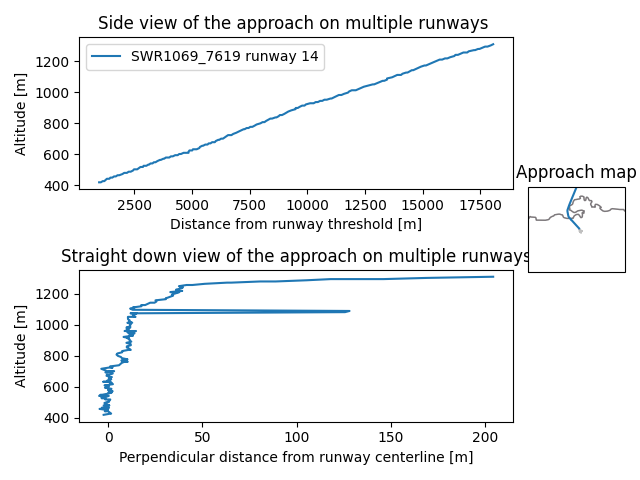 Side view of the approach on multiple runways
SWR1069_7619 runway 14
Altitude [m]
400
600
800
1000
1200
2500
5000
7500
10000
12500
15000
17500
Distance from runway threshold [m]
Approach map
Straight down view of the approach on multiple runways
Altitude [m]
400
600
800
1000
1200
0
50
100
150
200
Perpendicular distance from runway centerline [m]